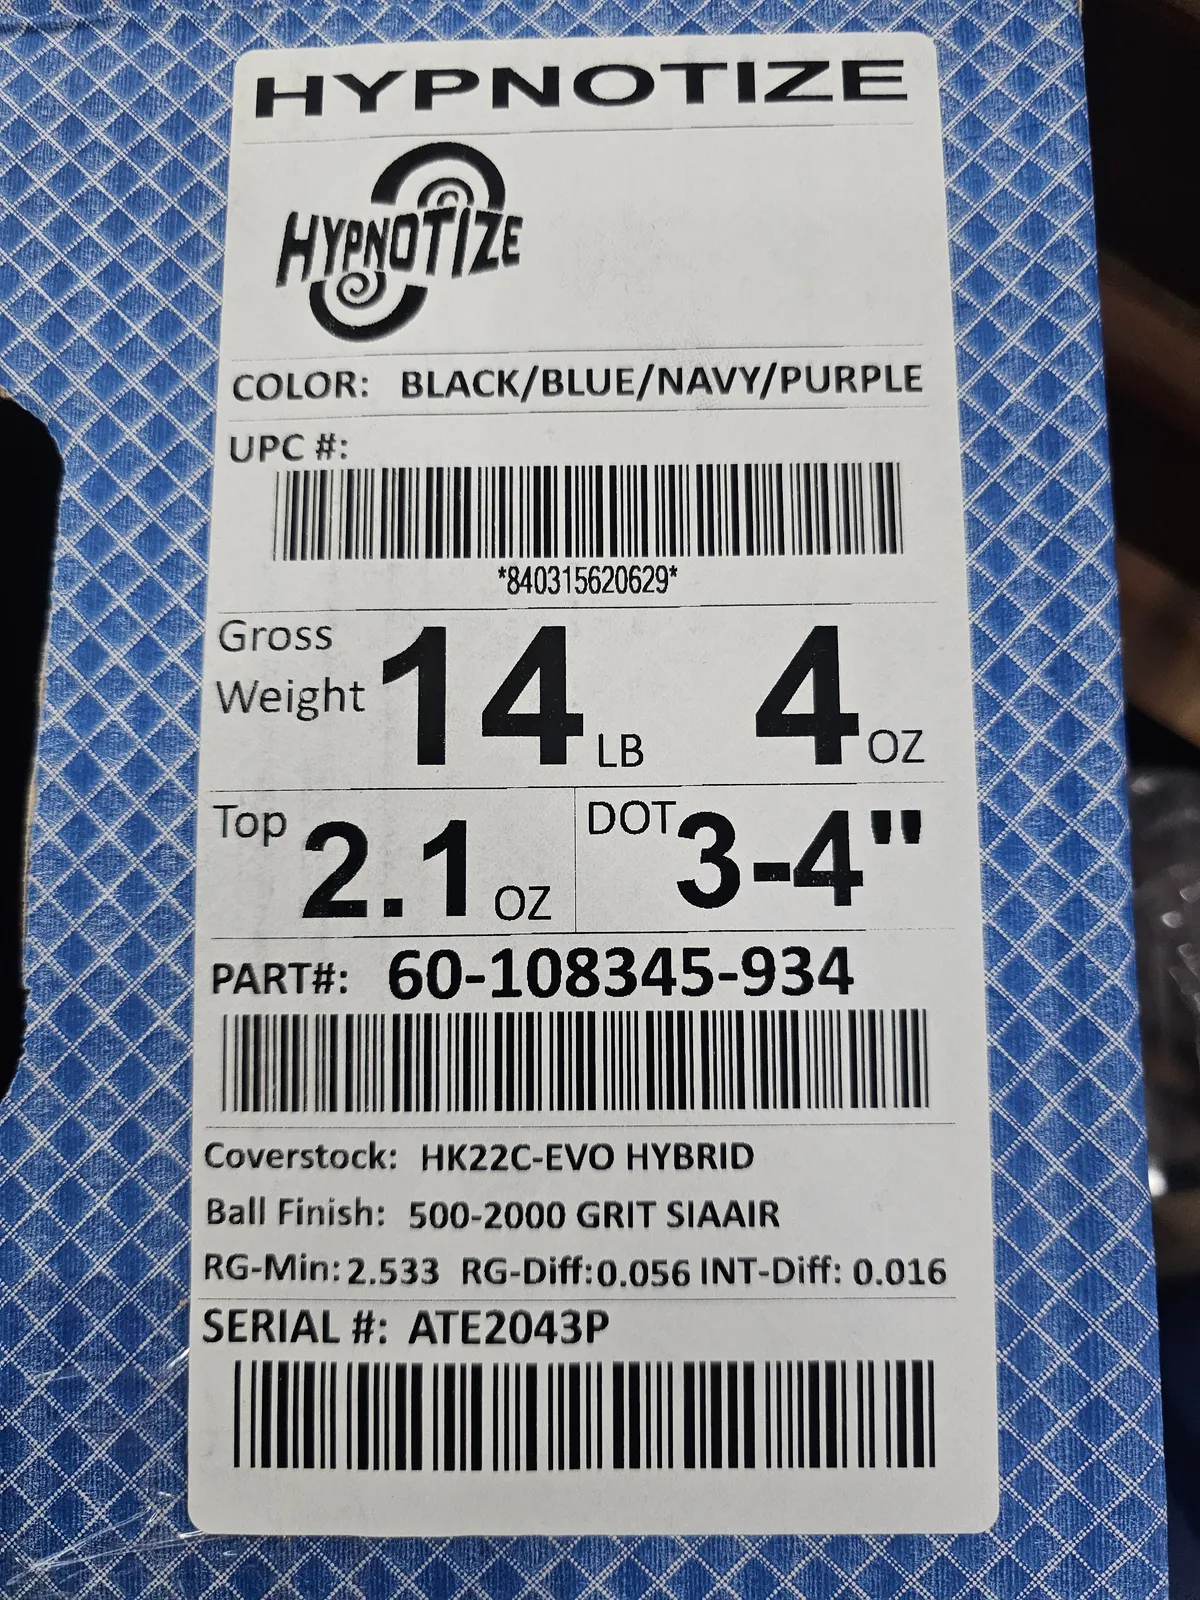 HYPNOTIZE
HYPNOTIZE
COLOR: BLACK/BLUE/NAVY/PURPLE
UPC #:
*840315620629*
Gross Weight 14 LB 4 OZ
Top 2.1 OZ DOT 3-4"
PART#: 60-108345-934
Coverstock: HK22C-EVO HYBRID
Ball Finish: 500-2000 GRIT SIAAIR
RG-Min: 2.533 RG-Diff: 0.056 INT-Diff: 0.016
SERIAL #: ATE2043P